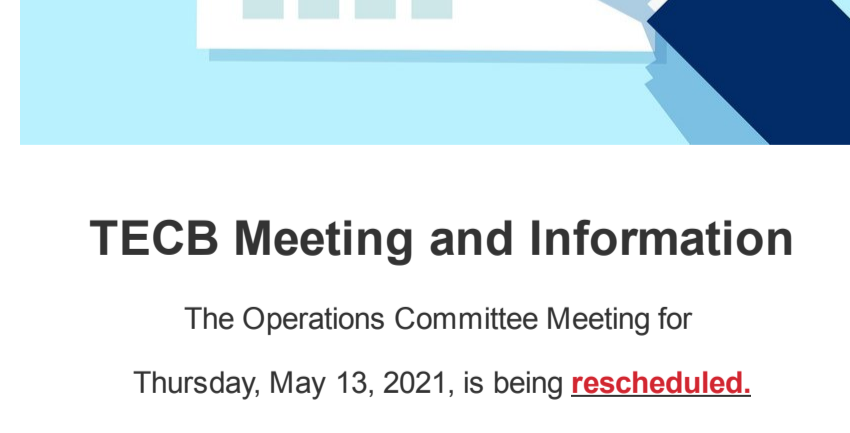 TECB Meeting and Information
The Operations Committee Meeting for
Thursday, May 13, 2021, is being rescheduled.